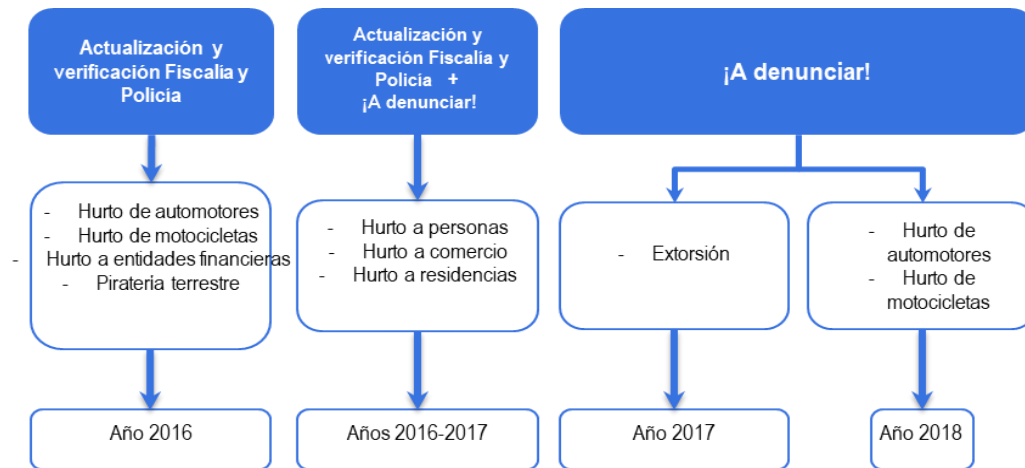 Actualización y
verificación Fiscalia y
Policía
- Hurto de automotores
- Hurto de motocicletas
- Hurto a entidades financieras
- Piratería terrestre
Año 2016
Actualización y
verificación Fiscalia y
Policía +
¡A denunciar!
- Hurto a personas
- Hurto a comercio
- Hurto a residencias
Años 2016-2017
¡A denunciar!
- Extorsión
Año 2017
- Hurto de
automotores
- Hurto de
motocicletas
Año 2018